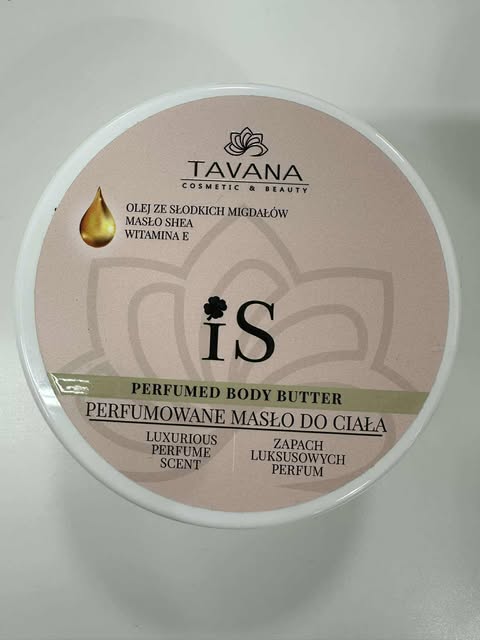 TAVANA
COSMETIC & BEAUTY
OLEJ ZE SŁODKICH MIGDAŁÓW
MASŁO SHEA
WITAMINA E
iS
PERFUMED BODY BUTTER
PERFUMOWANE MASŁO DO CIAŁA
LUXURIOUS
PERFUME
SCENT
ZAPACH
LUKSUSOWYCH
PERFUM